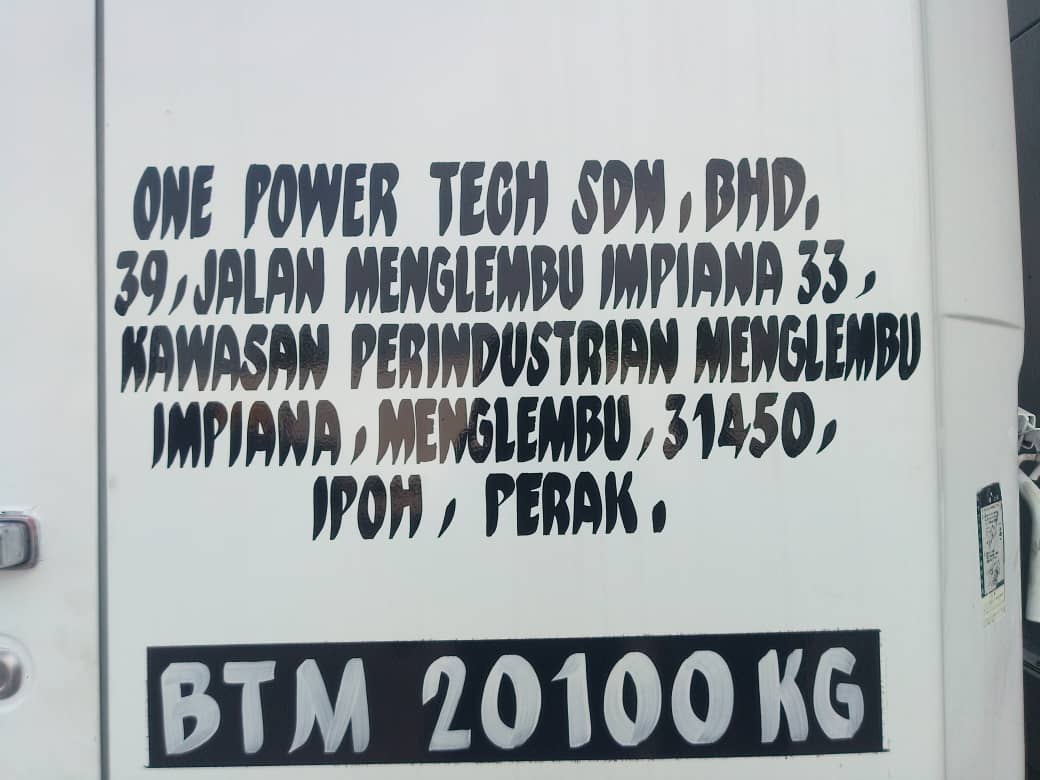 ONE POWER TECH SDN. BHD.
39, JALAN MENGLEMBU IMPIANA 33,
KAWASAN PERINDUSTRIAN MENGLEMBU
IMPIANA, MENGLEMBU, 31450,
IPOH, PERAK.
BTM 20100 KG